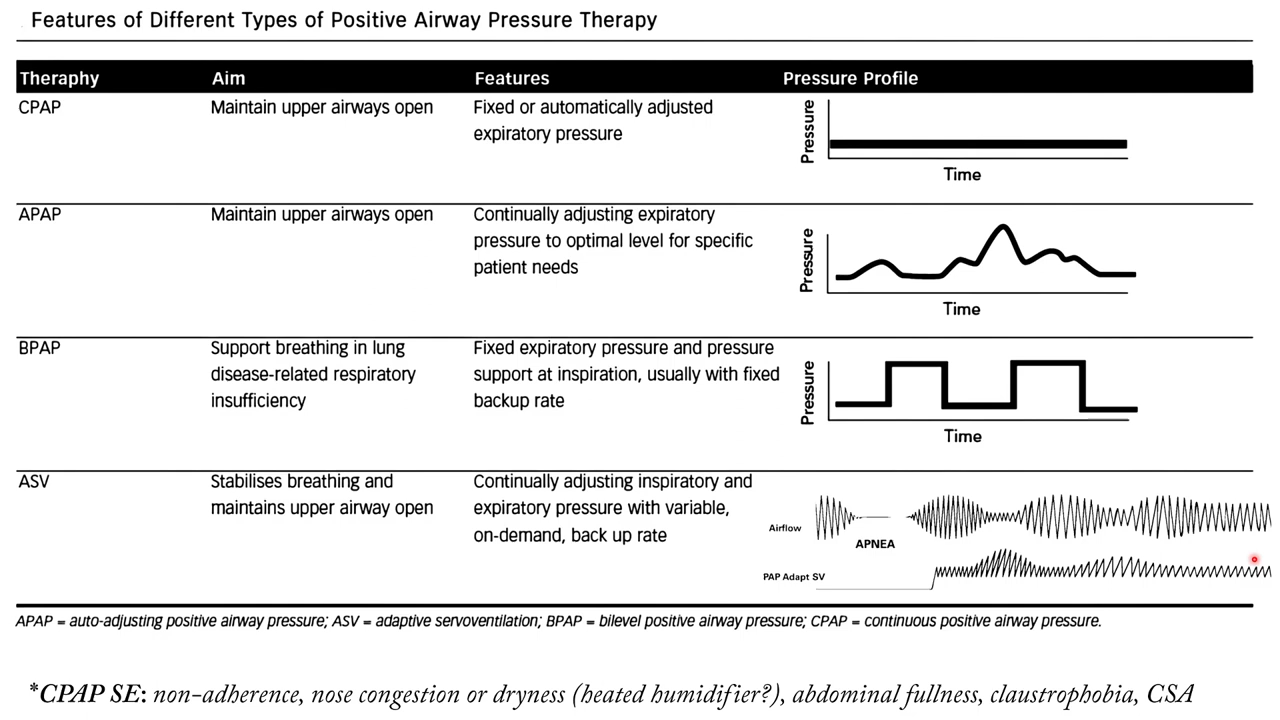 Features of Different Types of Positive Airway Pressure Therapy
Theraphy Aim Features Pressure Profile
CPAP
Maintain upper airways open
Fixed or automatically adjusted
expiratory pressure
Pressure
Time
APAP
Maintain upper airways open
Continually adjusting expiratory
pressure to optimal level for specific
patient needs
Pressure
Time
BPAP
Support breathing in lung
disease-related respiratory
insufficiency
Fixed expiratory pressure and pressure
support at inspiration, usually with fixed
backup rate
Pressure
Time
ASV
Stabilises breathing and
maintains upper airway open
Continually adjusting inspiratory and
expiratory pressure with variable,
on-demand, back up rate
Airflow
APNEA
PAP Adapt SV
APAP = auto-adjusting positive airway pressure; ASV = adaptive servoventilation; BPAP = bilevel positive airway pressure; CPAP = continuous positive airway pressure.
*CPAP SE: non-adherence, nose congestion or dryness (heated humidifier?), abdominal fullness, claustrophobia, CSA